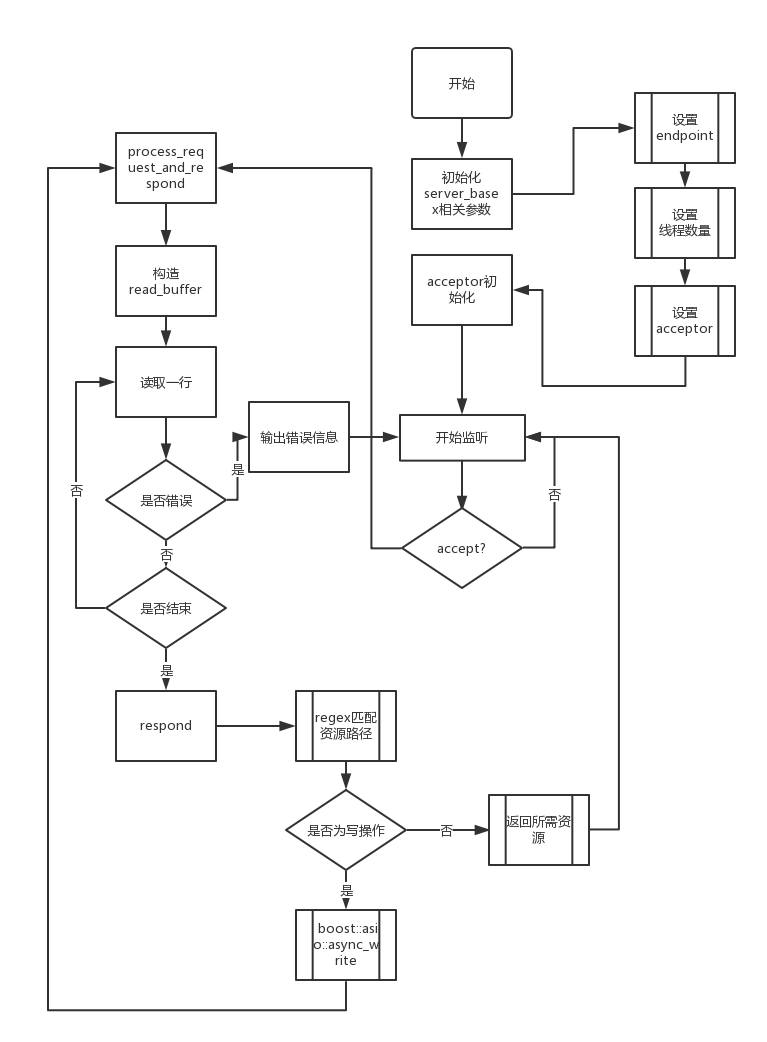 开始
初始化
server_base
x相关参数
设置
endpoint
设置
线程数量
设置
acceptor
acceptor初
始化
开始监听
accept?
否
process_req
uest_and_re
spond
构造
read_buffer
读取一行
是否错误
是
输出错误信息
否
是否结束
否
是
respond
regex匹配
资源路径
是否为写操作
否
返回所需资
源
是
boost::asi
o::async_w
rite